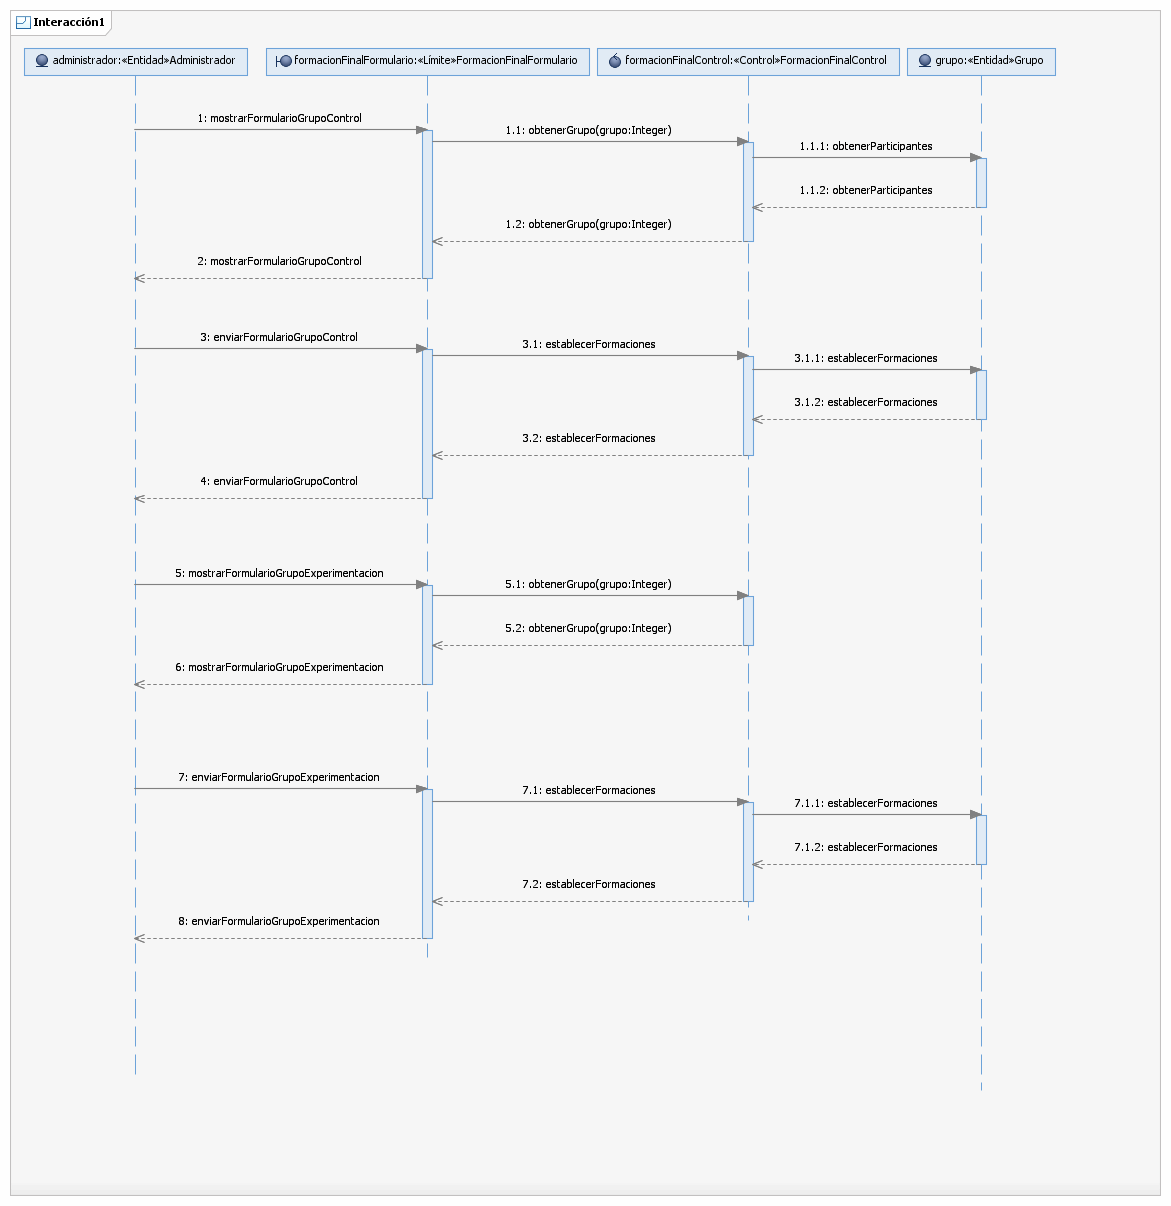 Interacción1
administrador:«Entidad»Administrador
formacionFinalFormulario:«Límite»FormacionFinalFormulario
formacionFinalControl:«Control»FormacionFinalControl
grupo:«Entidad»Grupo
1: mostrarFormularioGrupoControl
1.1: obtenerGrupo(grupo:Integer)
1.1.1: obtenerParticipantes
1.1.2: obtenerParticipantes
1.2: obtenerGrupo(grupo:Integer)
2: mostrarFormularioGrupoControl
3: enviarFormularioGrupoControl
3.1: establecerFormaciones
3.1.1: establecerFormaciones
3.1.2: establecerFormaciones
3.2: establecerFormaciones
4: enviarFormularioGrupoControl
5: mostrarFormularioGrupoExperimentacion
5.1: obtenerGrupo(grupo:Integer)
5.2: obtenerGrupo(grupo:Integer)
6: mostrarFormularioGrupoExperimentacion
7: enviarFormularioGrupoExperimentacion
7.1: establecerFormaciones
7.1.1: establecerFormaciones
7.1.2: establecerFormaciones
7.2: establecerFormaciones
8: enviarFormularioGrupoExperimentacion